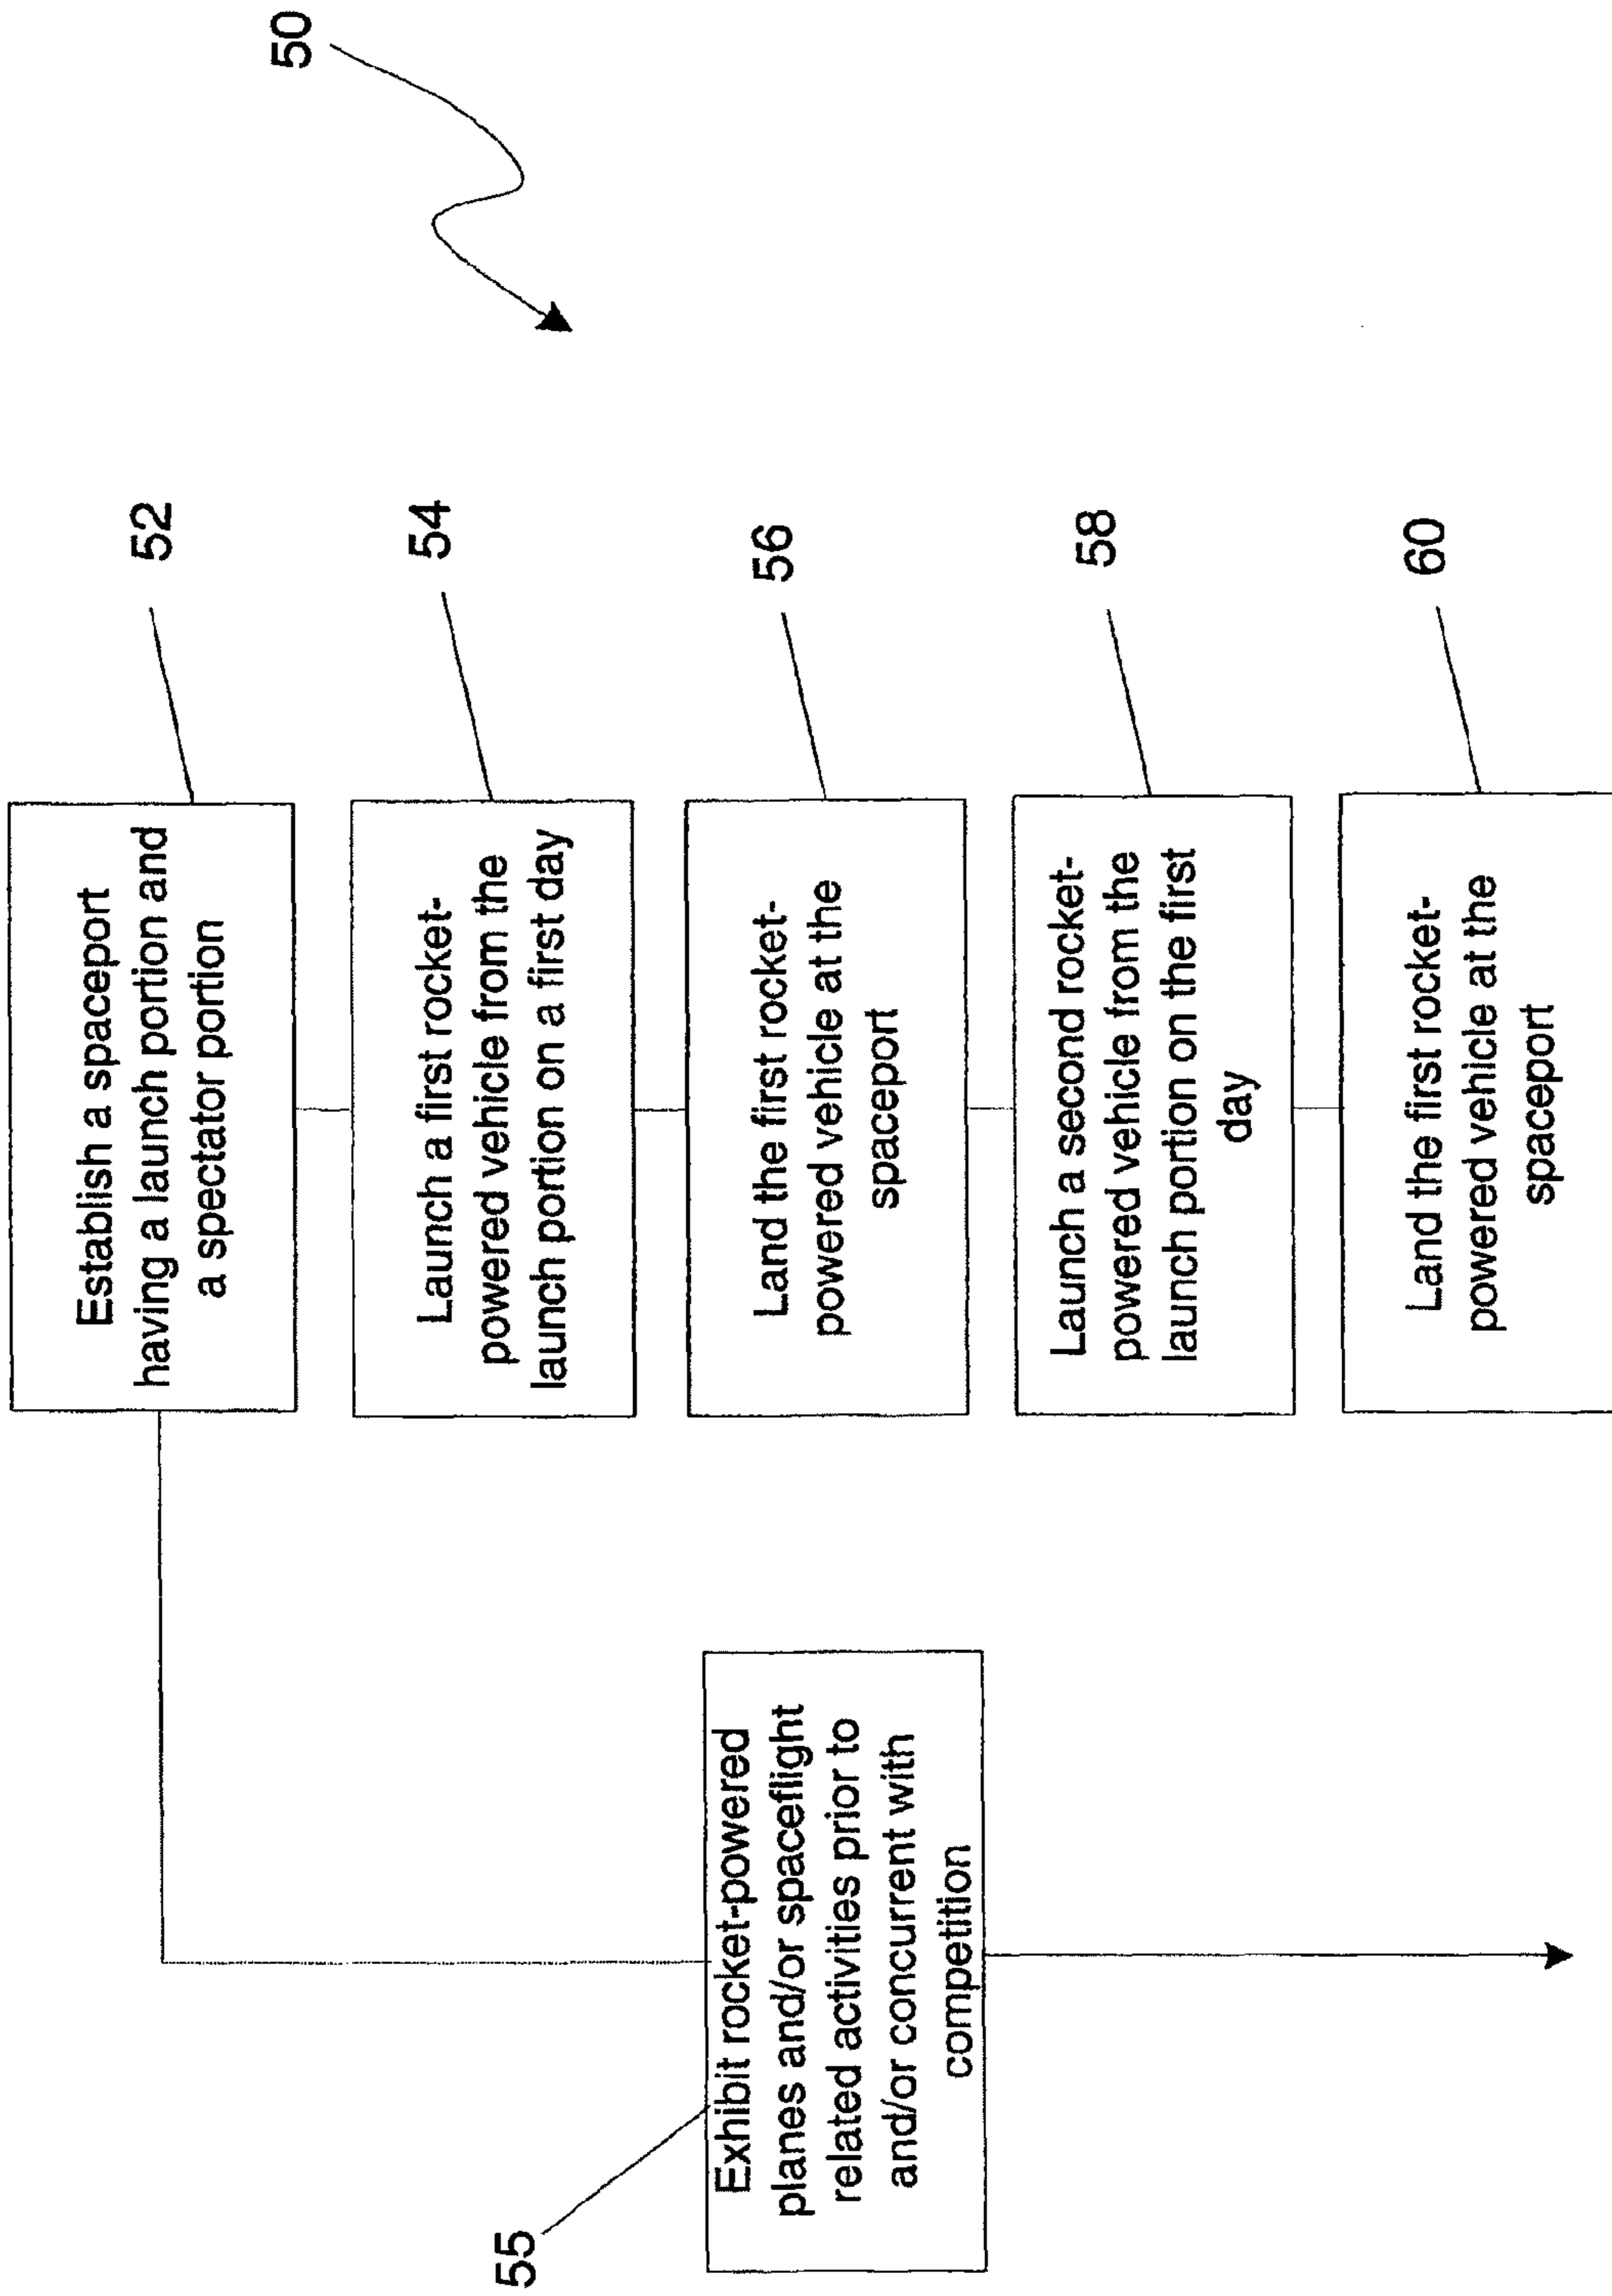 50
Establish a spaceport
having a launch portion and
a spectator portion
52
Launch a first rocket-
powered vehicle from the
launch portion on a first day
54
Exhibit rocket-powered
planes and/or spaceflight
related activities prior to
and/or concurrent with
competition
55
Land the first rocket-
powered vehicle at the
spaceport
56
Launch a second rocket-
powered vehicle from the
launch portion on the first
day
58
Land the first rocket-
powered vehicle at the
spaceport
60